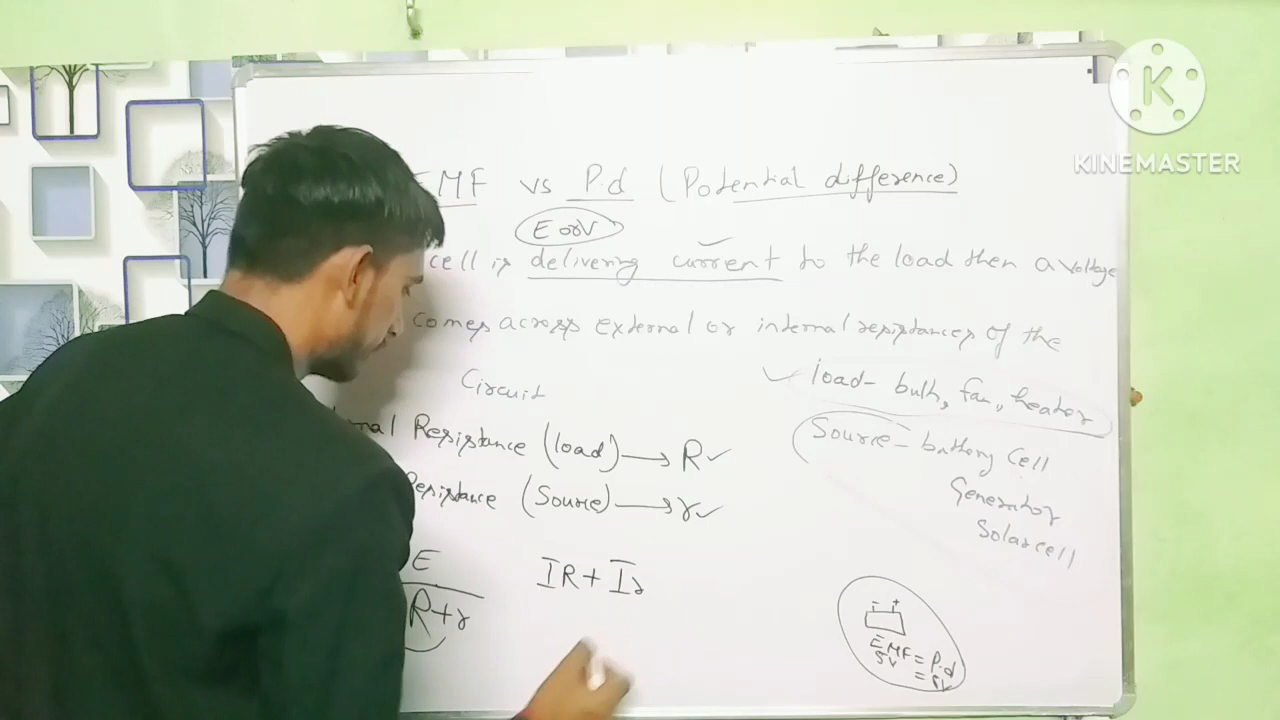 EMF vs P.d (Potential difference)
E or V
cell is delivering current to the load then a voltage
comes across external or internal resistances of the
Circuit
load- bulb, fan, heater
Resistance (load) → R✓
Source - battery cell
Generator
Solar cell
Resistance (Source) → r✓
E
R+r
IR + Ir
- +
EMF = P.d
5V = 5V
K
KINEMASTER